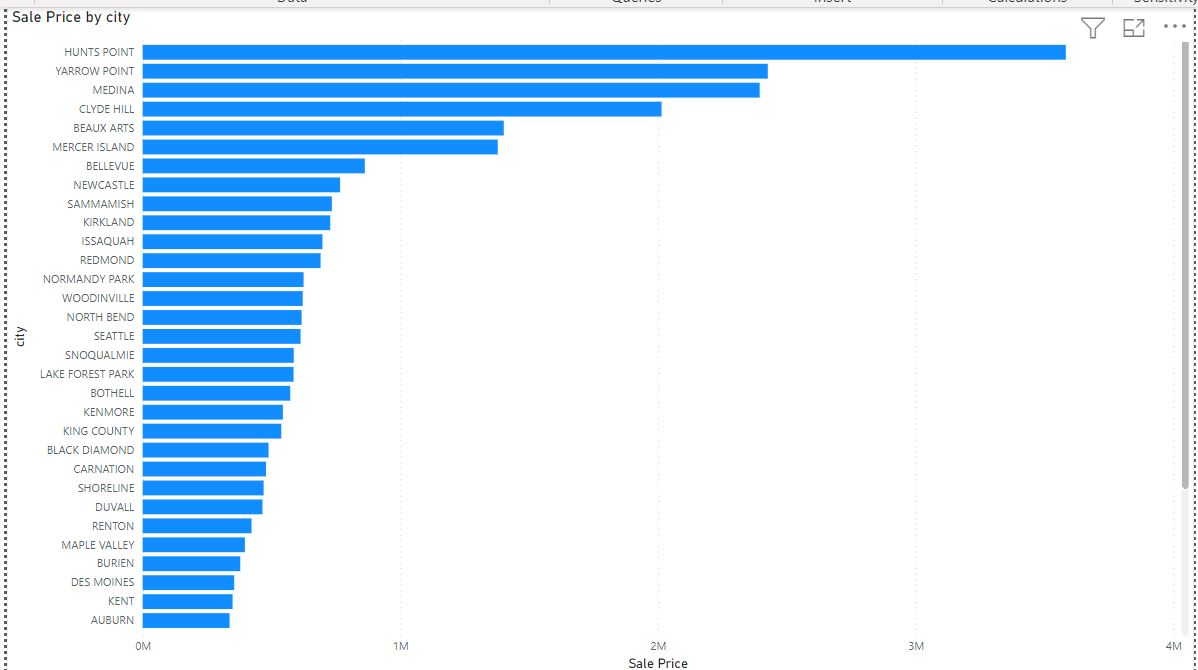 Data Queries Insert Calculations Sensitivity
Sale Price by city
HUNTS POINT
YARROW POINT
MEDINA
CLYDE HILL
BEAUX ARTS
MERCER ISLAND
BELLEVUE
NEWCASTLE
SAMMAMISH
KIRKLAND
ISSAQUAH
REDMOND
NORMANDY PARK
WOODINVILLE
NORTH BEND
SEATTLE
SNOQUALMIE
LAKE FOREST PARK
BOTHELL
KENMORE
KING COUNTY
BLACK DIAMOND
CARNATION
SHORELINE
DUVALL
RENTON
MAPLE VALLEY
BURIEN
DES MOINES
KENT
AUBURN
city
0M 1M 2M 3M 4M
Sale Price